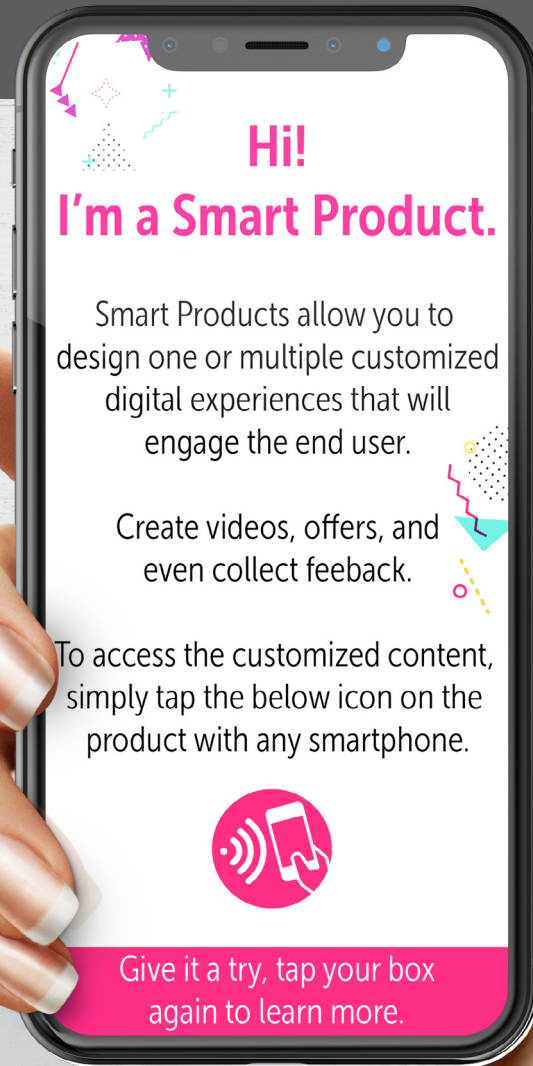 Hi!
I'm a Smart Product.
Smart Products allow you to
design one or multiple customized
digital experiences that will
engage the end user.
Create videos, offers, and
even collect feeback.
To access the customized content,
simply tap the below icon on the
product with any smartphone.
Give it a try, tap your box
again to learn more.